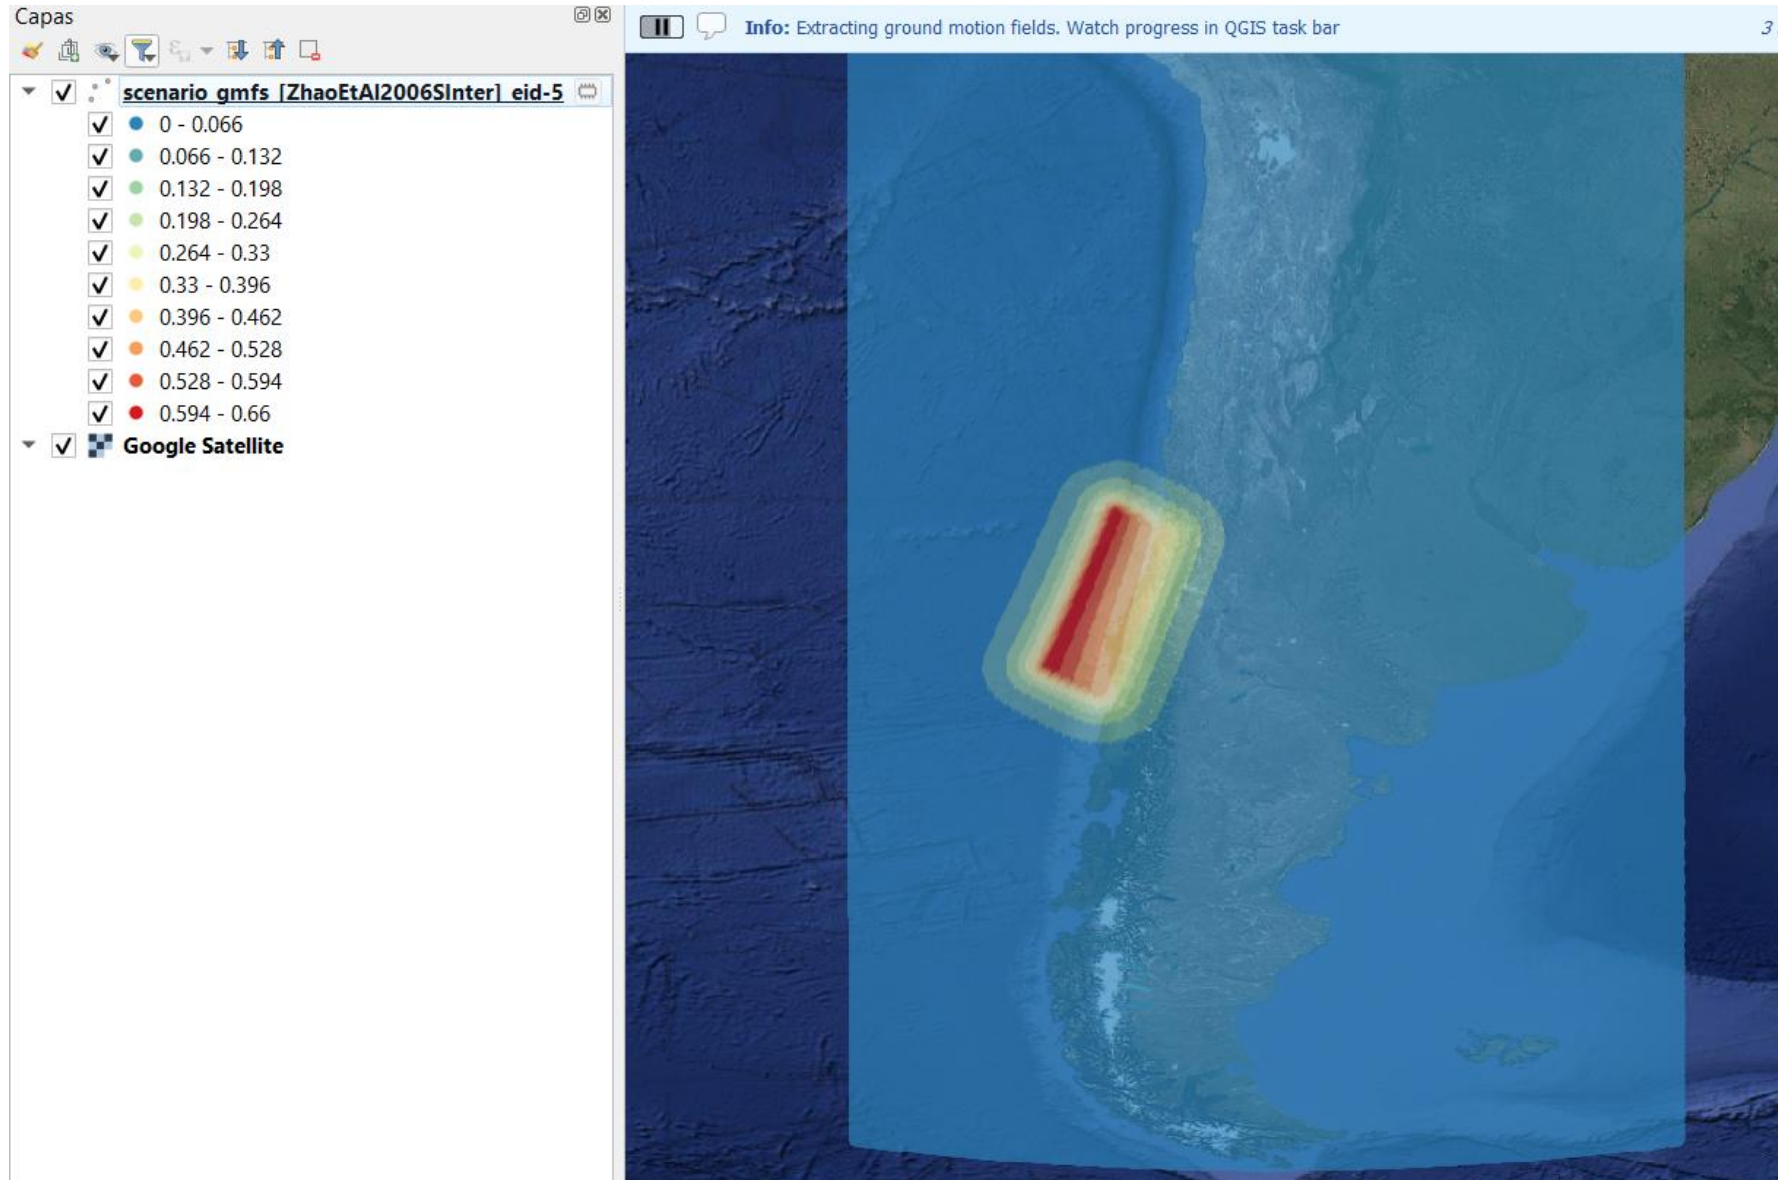 Capas
Info: Extracting ground motion fields. Watch progress in QGIS task bar
3
scenario_gmfs_[ZhaoEtAl2006SInter]_eid-5
0 - 0.066
0.066 - 0.132
0.132 - 0.198
0.198 - 0.264
0.264 - 0.33
0.33 - 0.396
0.396 - 0.462
0.462 - 0.528
0.528 - 0.594
0.594 - 0.66
Google Satellite